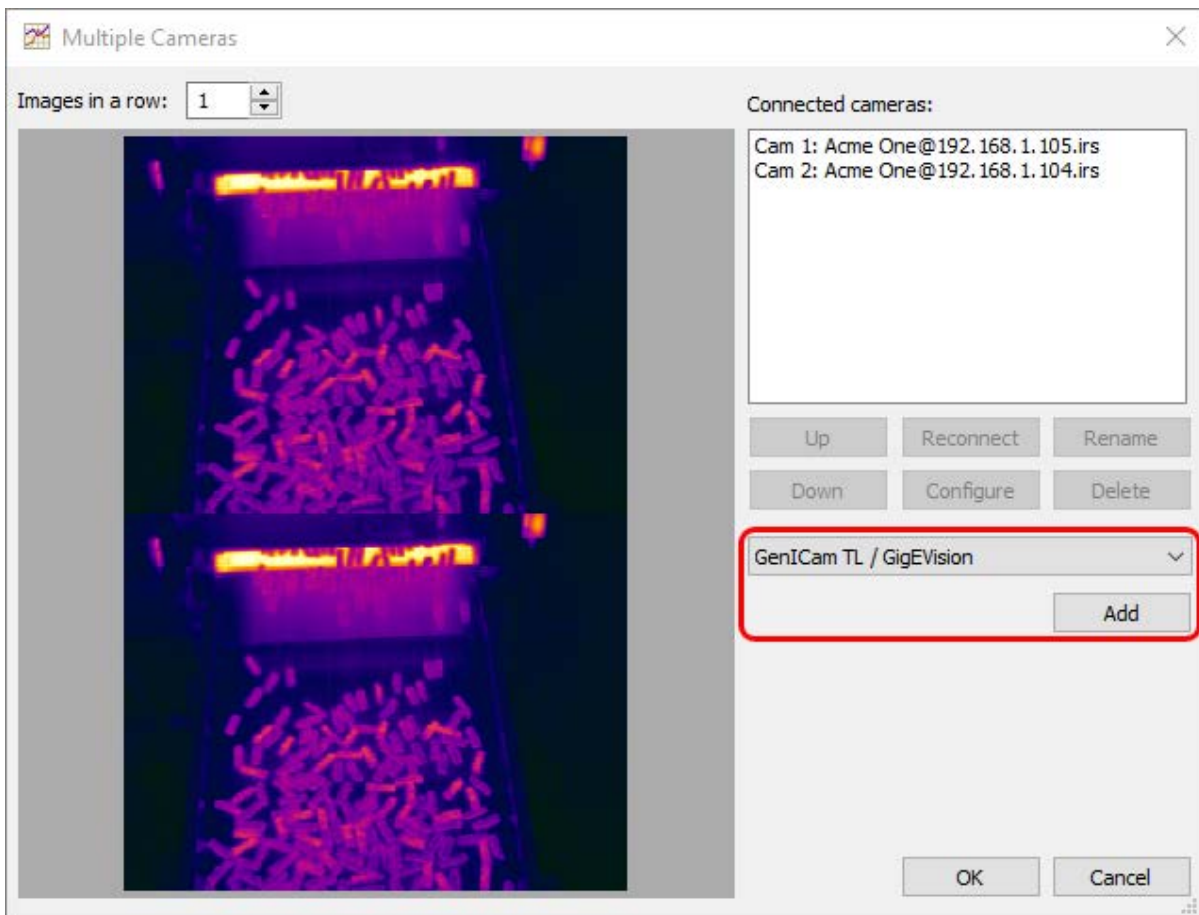 Multiple Cameras
Images in a row: 1
Connected cameras:
Cam 1: Acme One@192.168.1.105.irs
Cam 2: Acme One@192.168.1.104.irs
Up Reconnect Rename
Down Configure Delete
GenICam TL / GigEVision
Add
OK Cancel